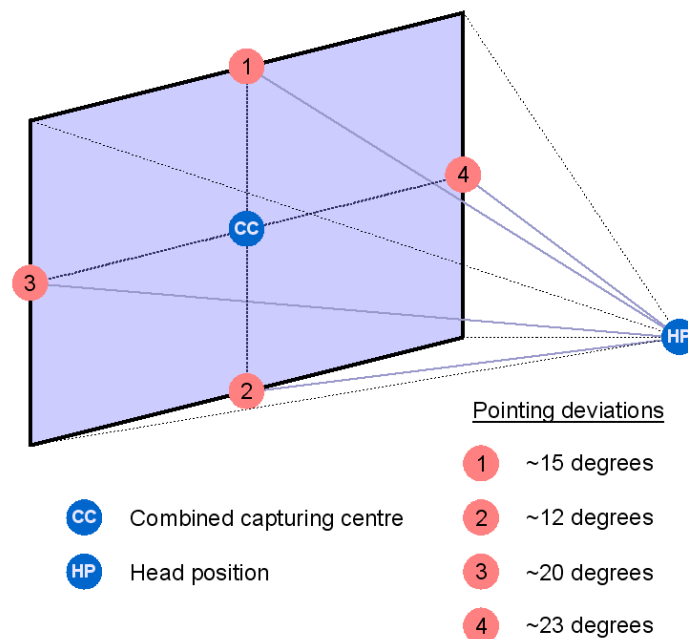 1
4
CC
3
HP
2
Pointing deviations
1 ~15 degrees
CC Combined capturing centre
2 ~12 degrees
HP Head position
3 ~20 degrees
4 ~23 degrees